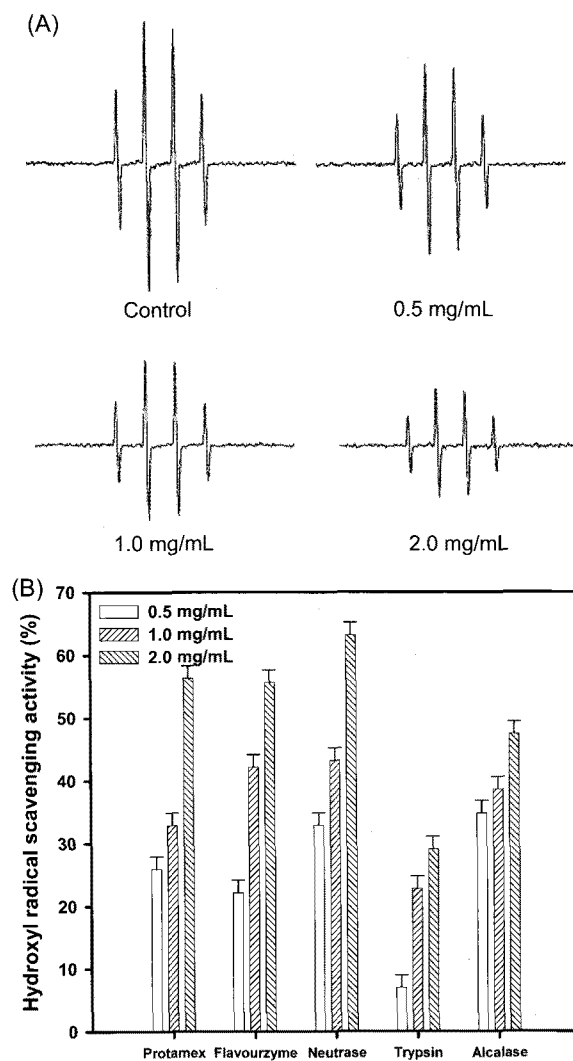 (A)
Control
0.5 mg/mL
1.0 mg/mL
2.0 mg/mL
(B)
Hydroxyl radical scavenging activity (%)
70
60
50
40
30
20
10
0
0.5 mg/mL
1.0 mg/mL
2.0 mg/mL
Protamex Flavourzyme Neutrase Trypsin Alcalase